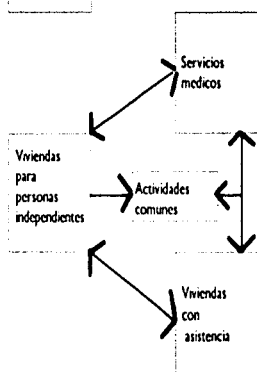 Servicios
medicos
Viviendas
para
personas
independientes
Actividades
comunes
Viviendas
con
asistencia